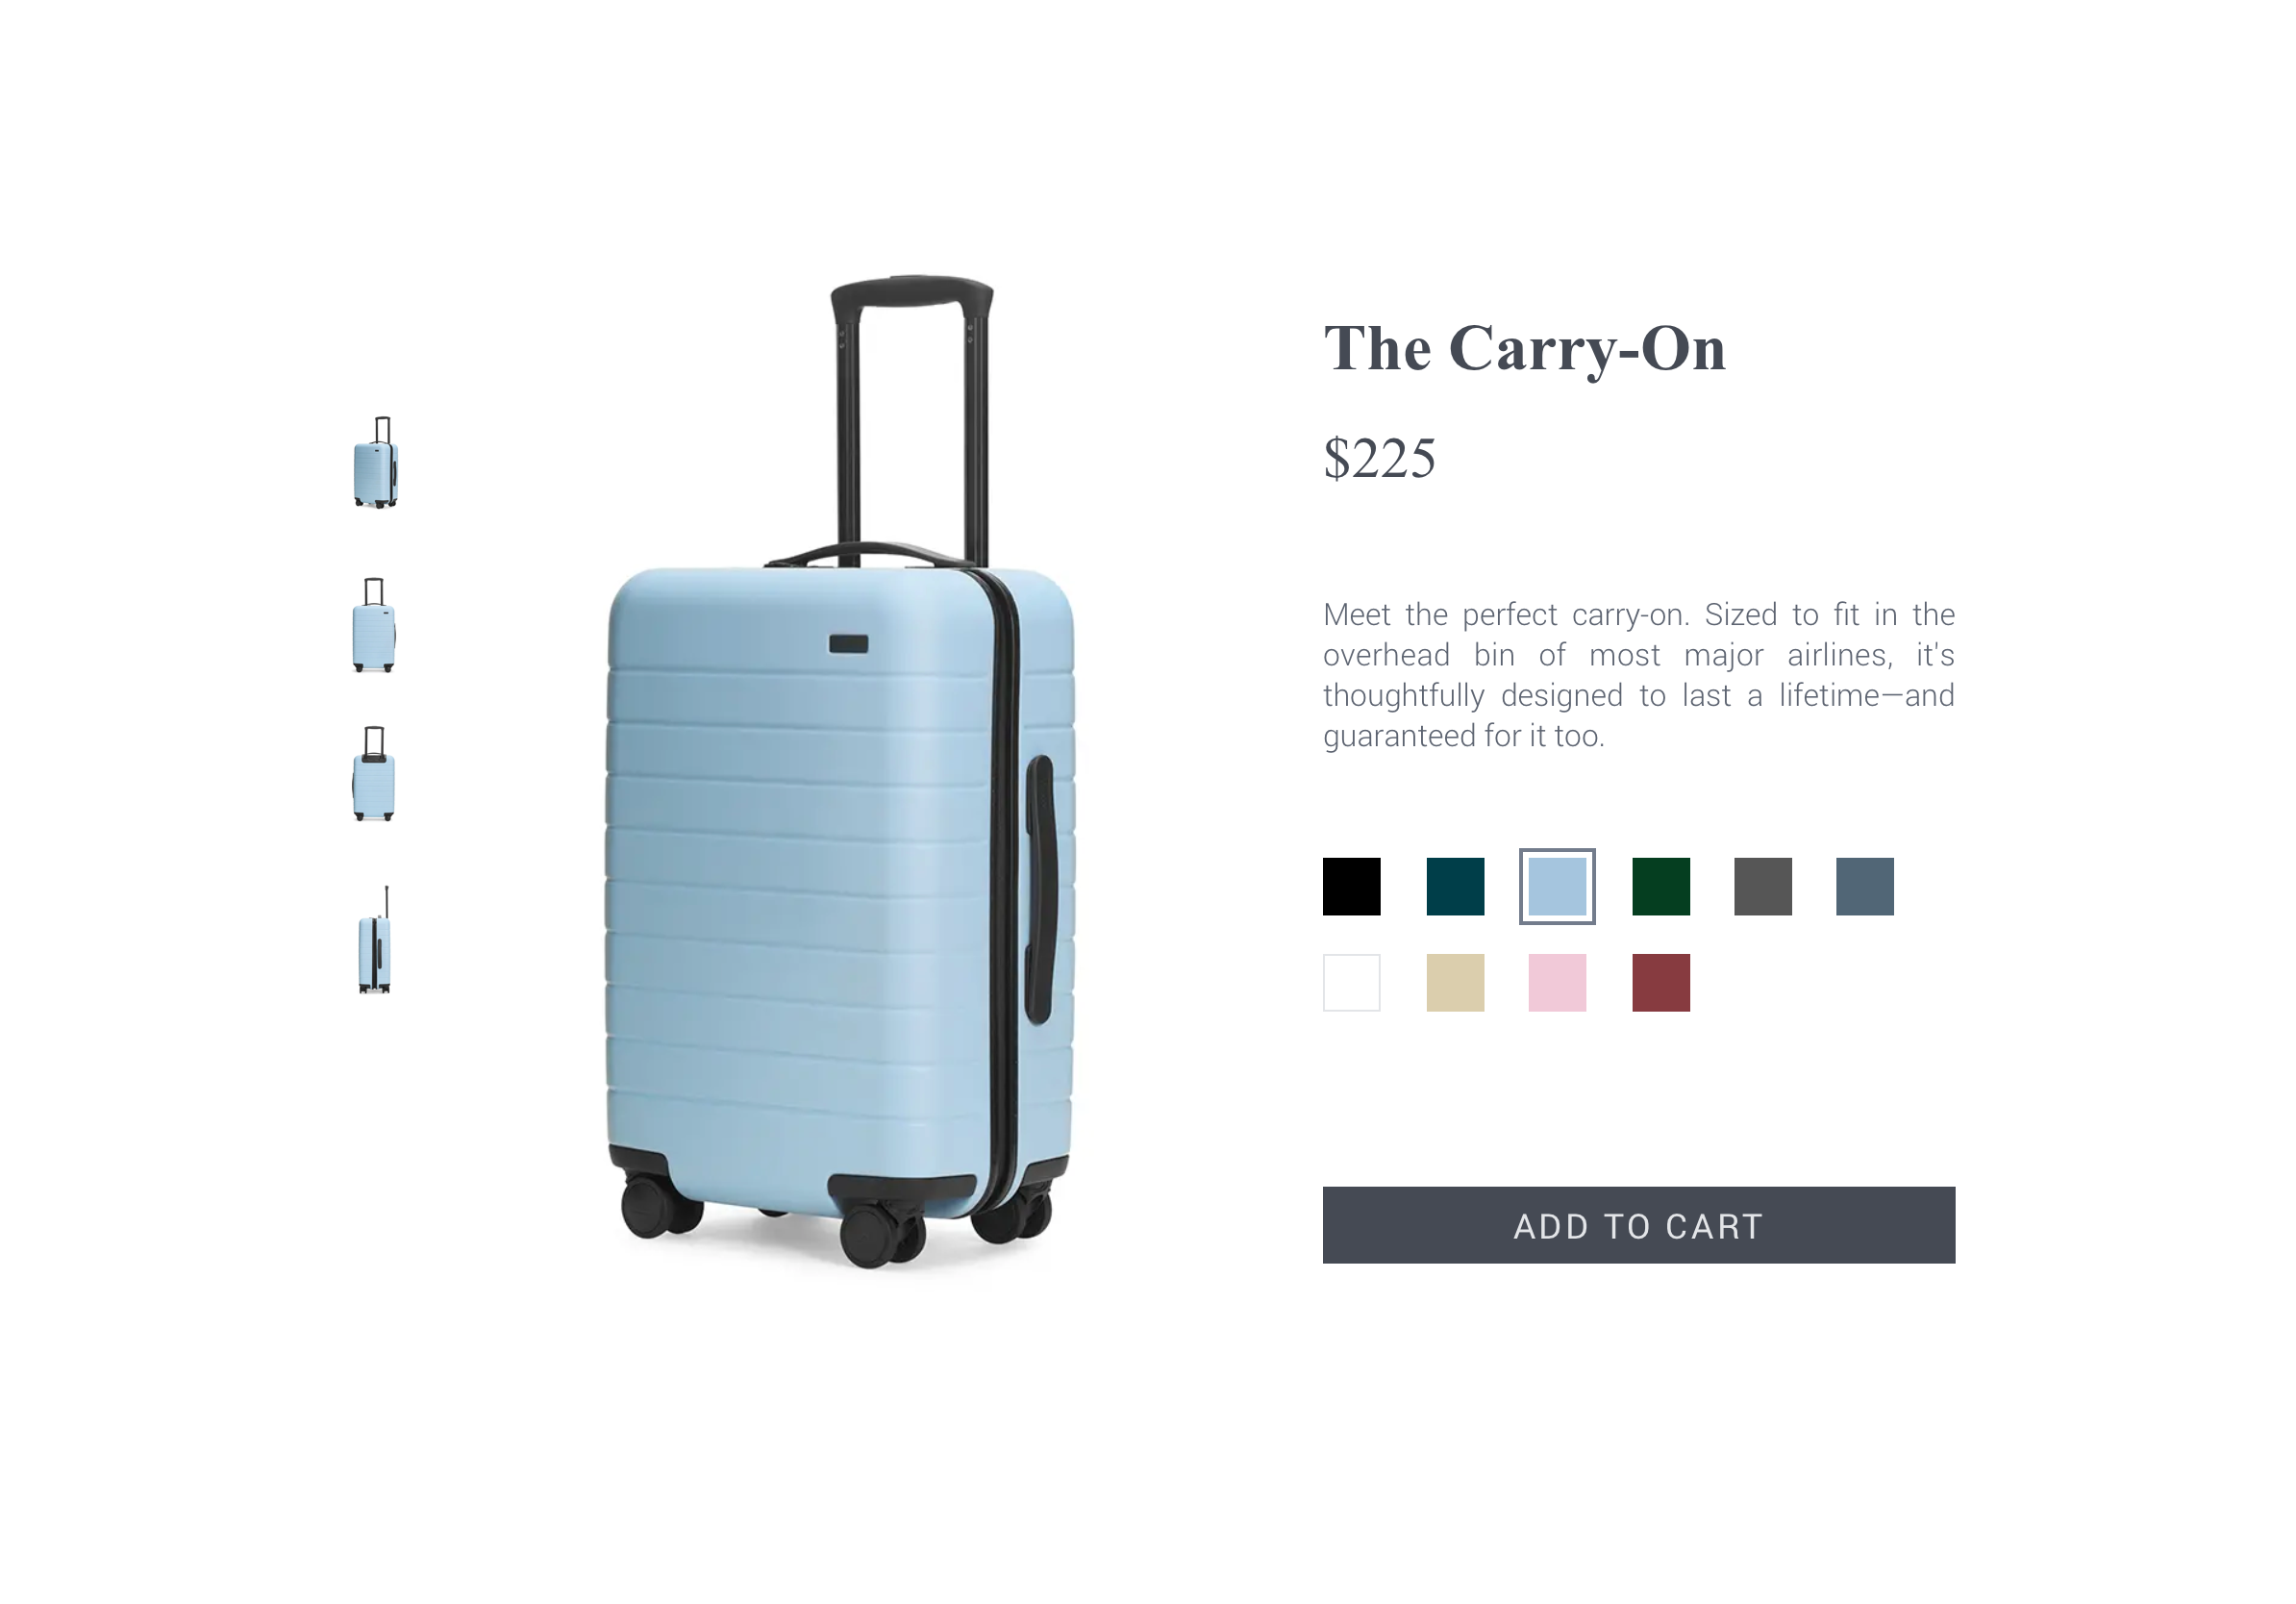 The Carry-On
$225
Meet the perfect carry-on. Sized to fit in the
overhead bin of most major airlines, it's
thoughtfully designed to last a lifetime—and
guaranteed for it too.
ADD TO CART